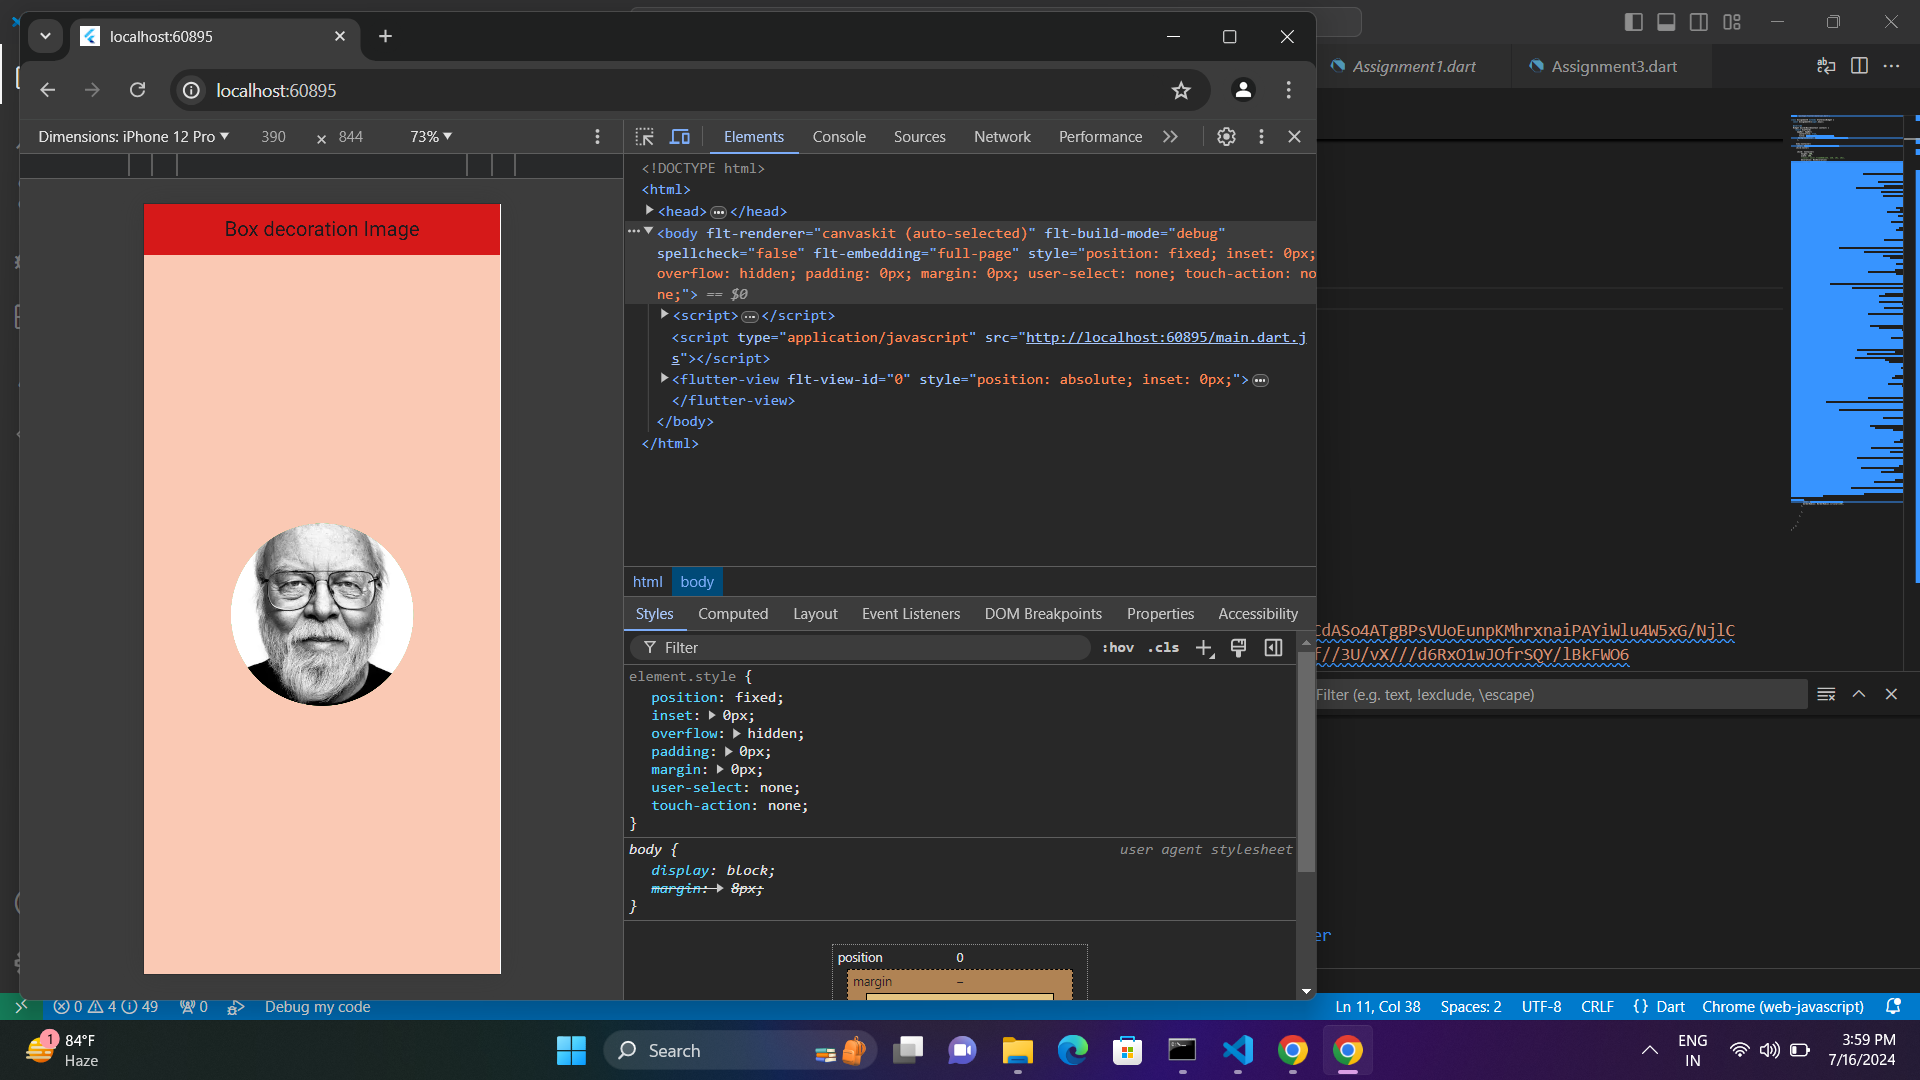 localhost:60895
localhost:60895
Assignment1.dart
Assignment3.dart
Dimensions: iPhone 12 Pro
390
×
844
73%
Elements
Console
Sources
Network
Performance
Box decoration Image
<!DOCTYPE html>
<html>
<head> … </head>
<body flt-renderer="canvaskit (auto-selected)" flt-build-mode="debug"
spellcheck="false" flt-embedding="full-page" style="position: fixed; inset: 0px;
overflow: hidden; padding: 0px; margin: 0px; user-select: none; touch-action: no
ne;"> == $0
<script> … </script>
<script type="application/javascript" src="http://localhost:60895/main.dart.j
s"></script>
<flutter-view flt-view-id="0" style="position: absolute; inset: 0px;"> …
</flutter-view>
</body>
</html>
html
body
Styles
Computed
Layout
Event Listeners
DOM Breakpoints
Properties
Accessibility
Filter
:hov
.cls
element.style {
position: fixed;
inset: 0px;
overflow: hidden;
padding: 0px;
margin: 0px;
user-select: none;
touch-action: none;
}
body {
user agent stylesheet
display: block;
margin: 8px;
}
position
0
margin
–
CdASo4ATgBPsVUoEunpKMhrxnaiPAYiWlu4W5xG/NjlC
f//3U/vX///d6RxO1wJOfrSQY/lBkFWO6
Filter (e.g. text, !exclude, \escape)
er
0
4
49
0
Debug my code
Ln 11, Col 38
Spaces: 2
UTF-8
CRLF
{ } Dart
Chrome (web-javascript)
1
84°F
Haze
Search
ENG
IN
3:59 PM
7/16/2024